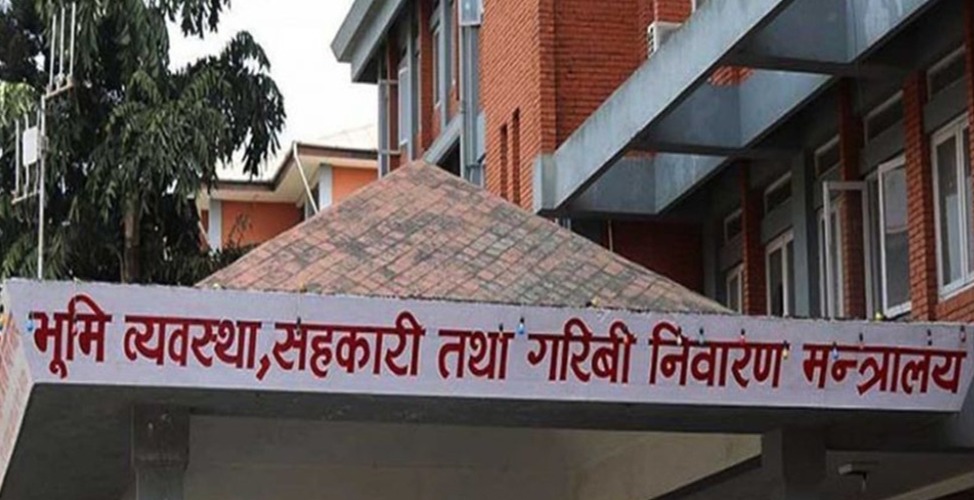 भूमि व्यवस्था,सहकारी तथा गरिबी निवारण मन्त्रालय